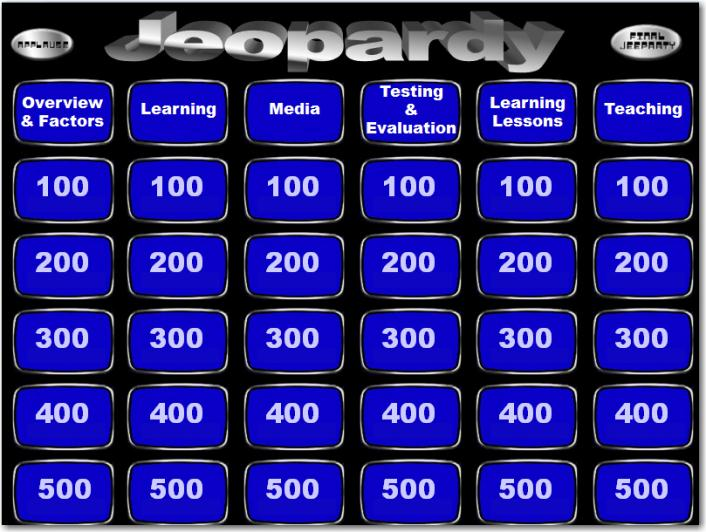 APPLAUSE
Jeopardy
FINAL
JEEPARTY
Overview
& Factors
Learning
Media
Testing
&
Evaluation
Learning
Lessons
Teaching
100 100 100 100 100 100
200 200 200 200 200 200
300 300 300 300 300 300
400 400 400 400 400 400
500 500 500 500 500 500